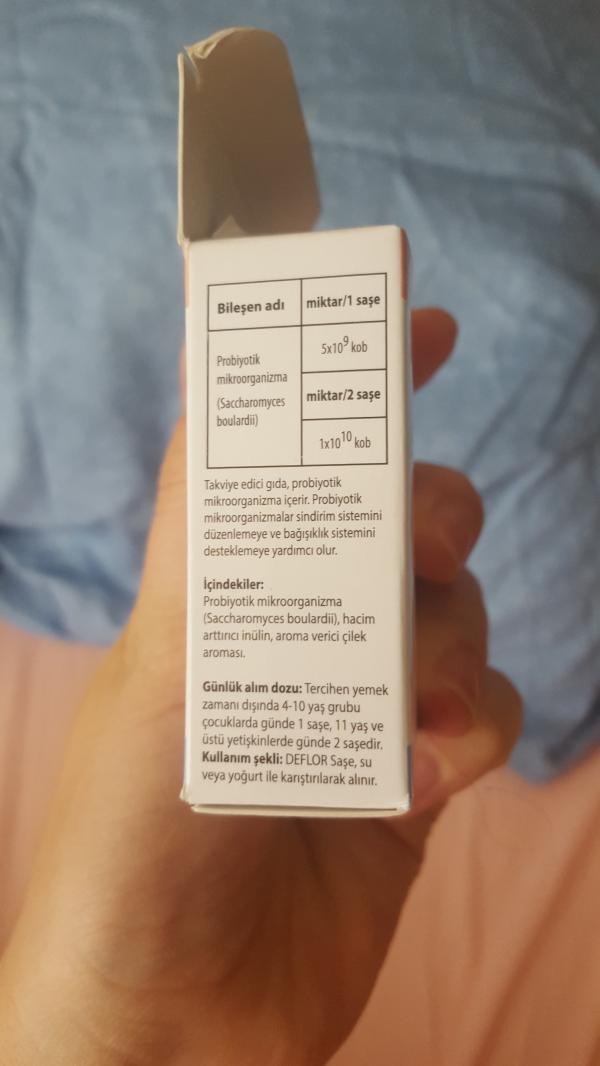 Bileşen adı miktar/1 saşe
5x10⁹ kob
Probiyotik
mikroorganizma
(Saccharomyces
boulardii)
miktar/2 saşe
1x10¹⁰ kob
Takviye edici gıda, probiyotik
mikroorganizma içerir. Probiyotik
mikroorganizmalar sindirim sistemini
düzenlemeye ve bağışıklık sistemini
desteklemeye yardımcı olur.
İçindekiler:
Probiyotik mikroorganizma
(Saccharomyces boulardii), hacim
arttırıcı inülin, aroma verici çilek
aroması.
Günlük alım dozu: Tercihen yemek
zamanı dışında 4-10 yaş grubu
çocuklarda günde 1 saşe, 11 yaş ve
üstü yetişkinlerde günde 2 saşedir.
Kullanım şekli: DEFLOR Saşe, su
veya yoğurt ile karıştırılarak alınır.